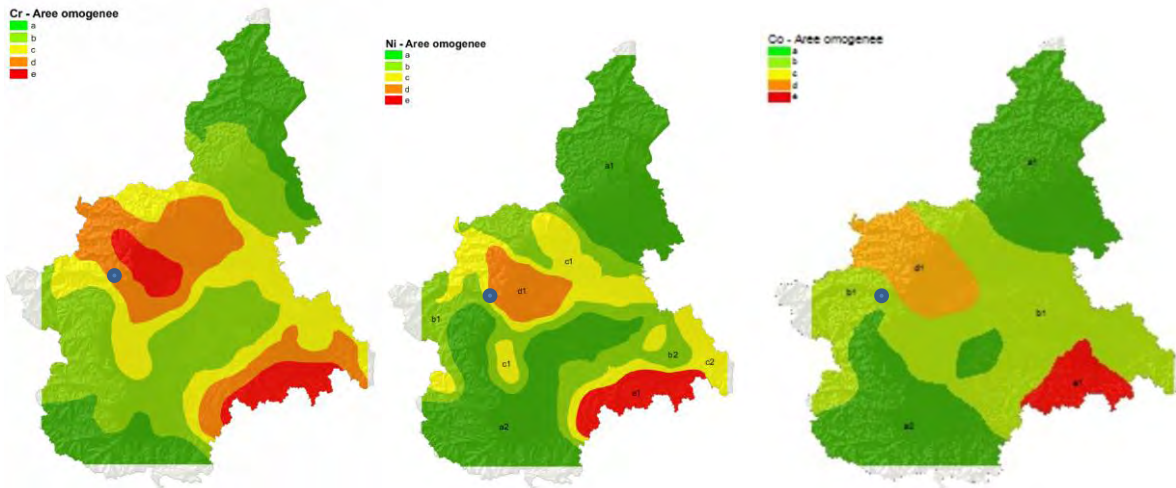 Cr - Aree omogenee
a
b
c
d
e
Ni - Aree omogenee
a
b
c
d
e
a1
c1
d1
b1
c1
b2
c2
e1
a2
Co - Aree omogenee
a
b
c
d
e
a1
d1
b1
b1
e1
a2